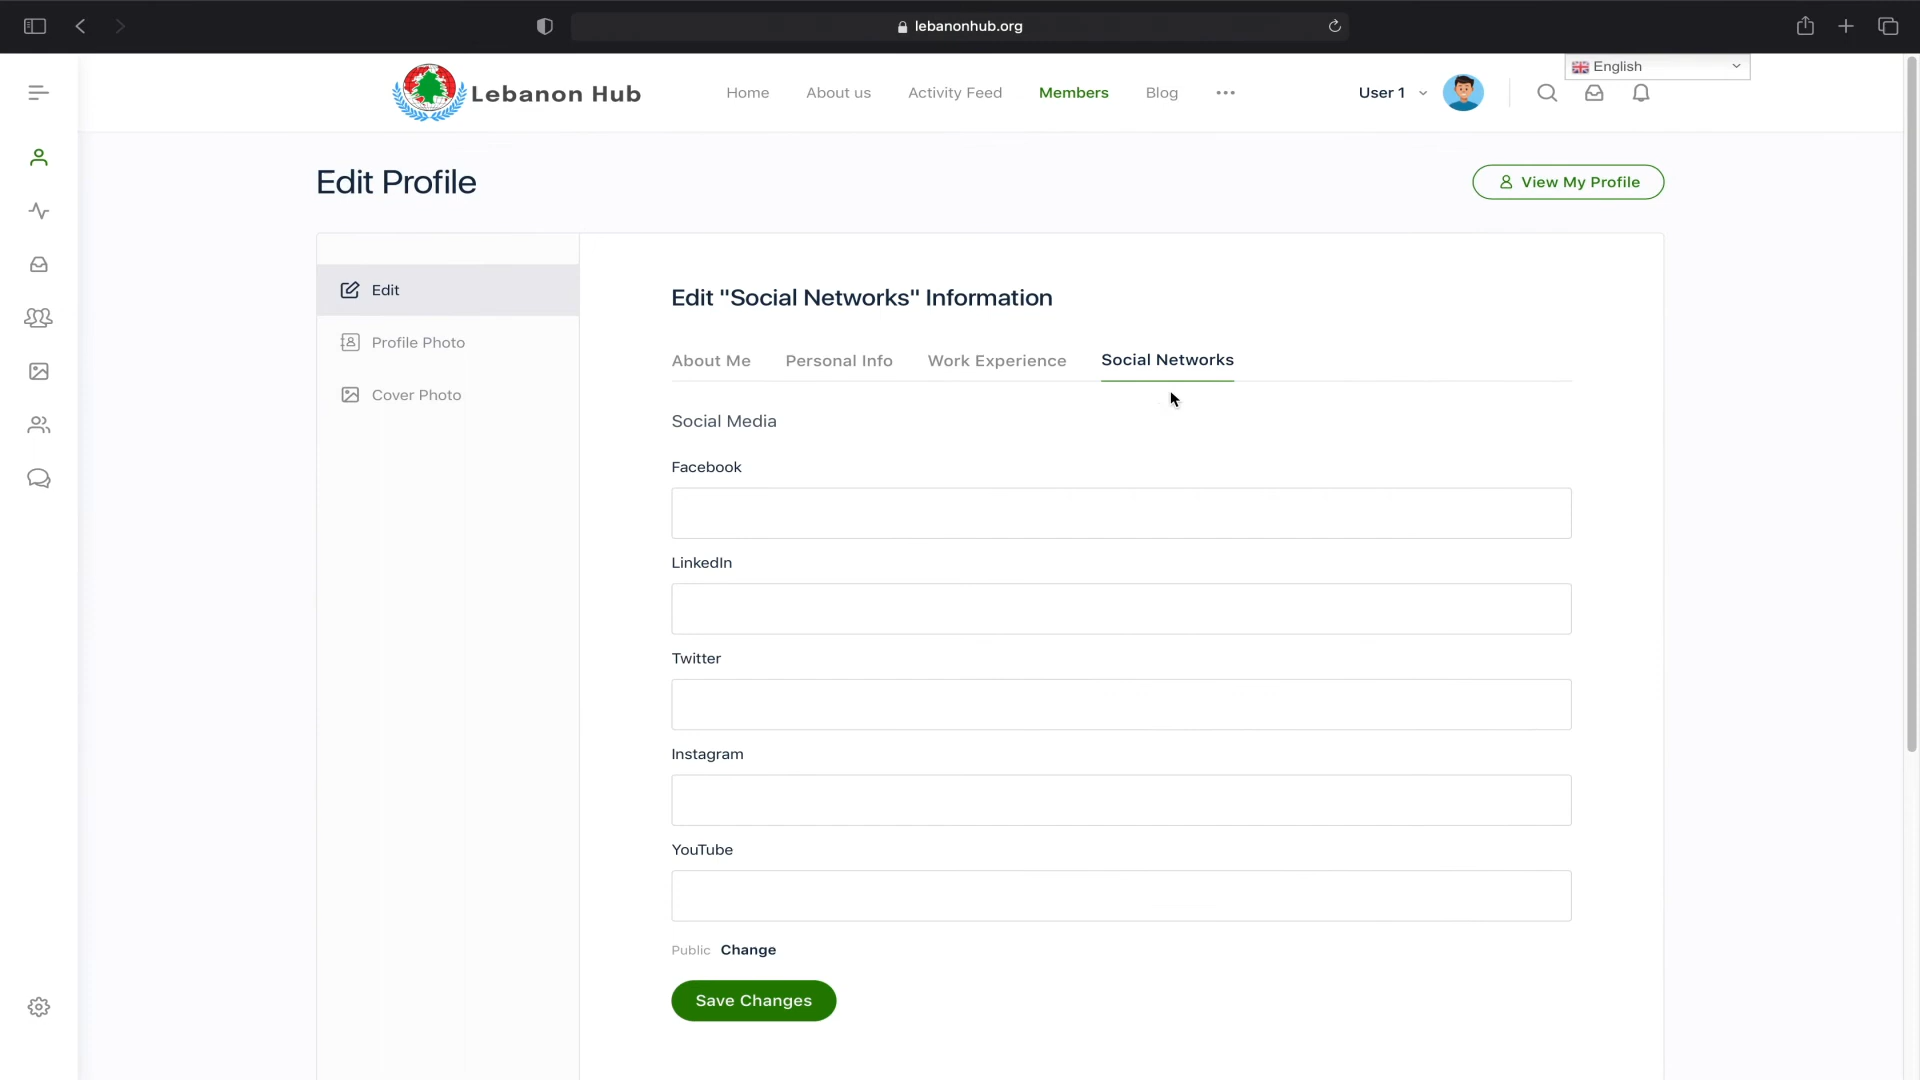 lebanonhub.org
English
Lebanon Hub
Home
About us
Activity Feed
Members
Blog
User 1
Edit Profile
View My Profile
Edit
Profile Photo
Cover Photo
Edit "Social Networks" Information
About Me
Personal Info
Work Experience
Social Networks
Social Media
Facebook
LinkedIn
Twitter
Instagram
YouTube
Public Change
Save Changes